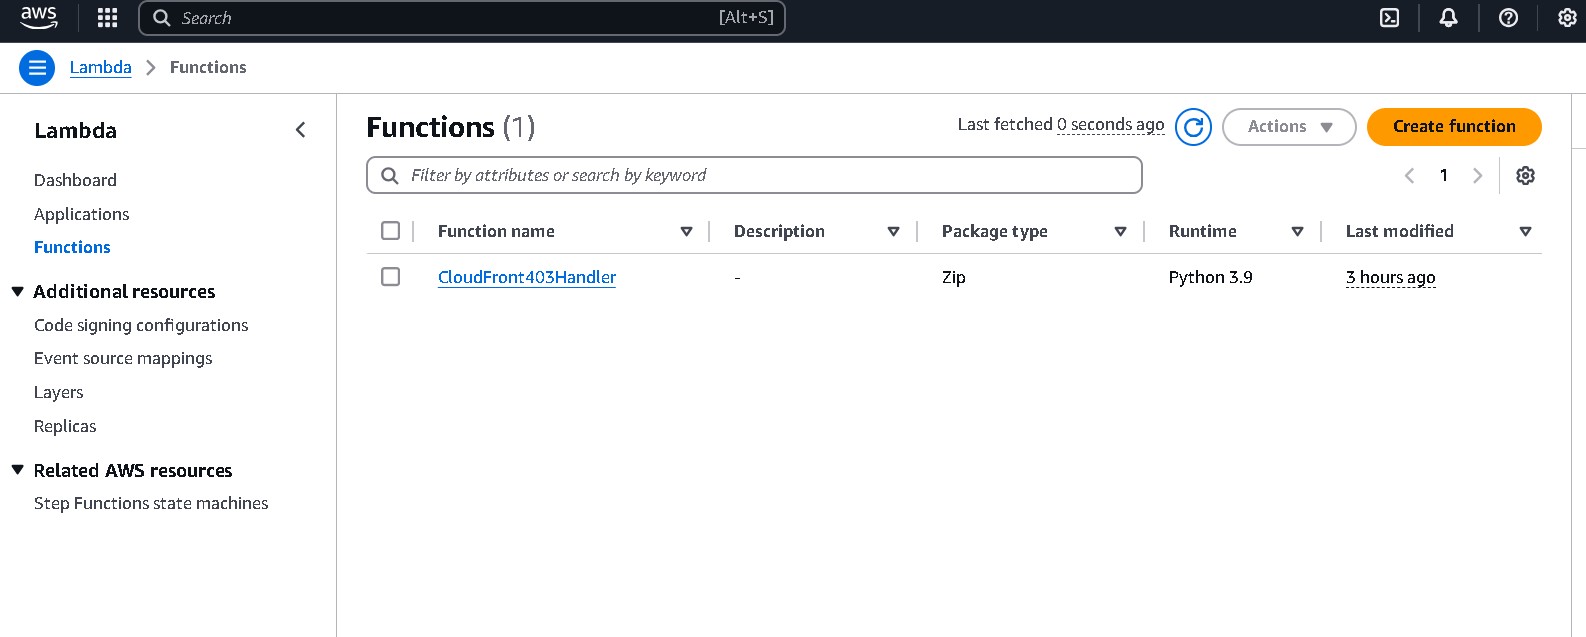 aws
Search [Alt+S]
Lambda Functions
Lambda
Dashboard
Applications
Functions
Additional resources
Code signing configurations
Event source mappings
Layers
Replicas
Related AWS resources
Step Functions state machines
Functions (1)
Last fetched 0 seconds ago
Actions
Create function
Filter by attributes or search by keyword
1
Function name Description Package type Runtime Last modified
CloudFront403Handler - Zip Python 3.9 3 hours ago